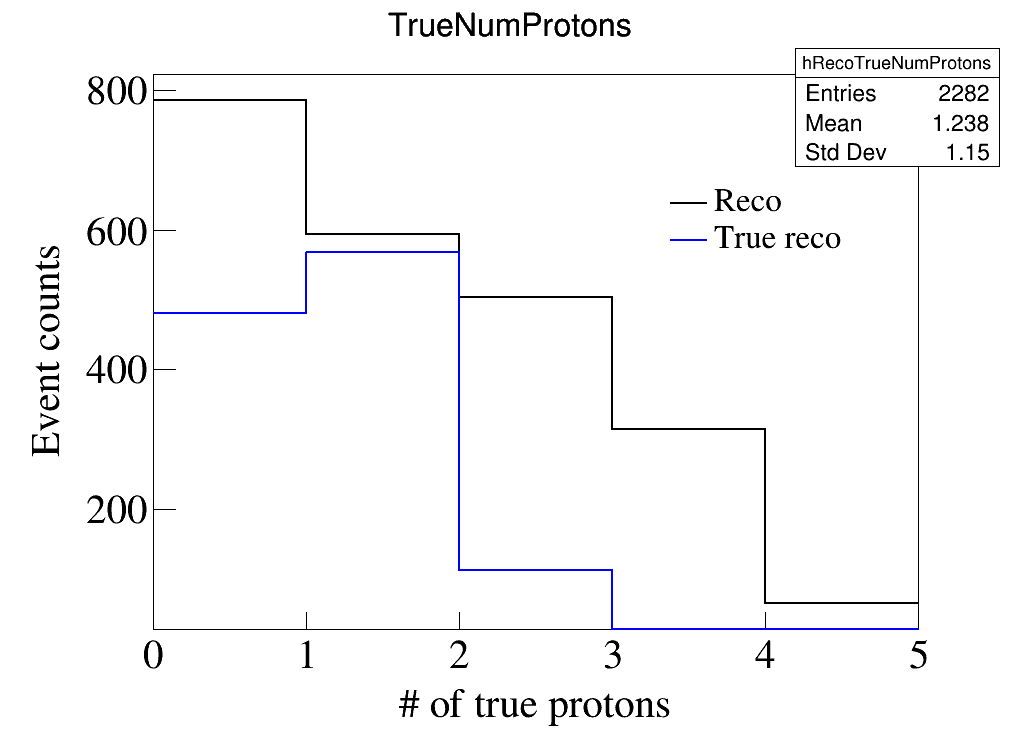 TrueNumProtons
hRecoTrueNumProtons
Entries 2282
Mean 1.238
Std Dev 1.15
Reco
True reco
Event counts
800
600
400
200
0 1 2 3 4 5
# of true protons